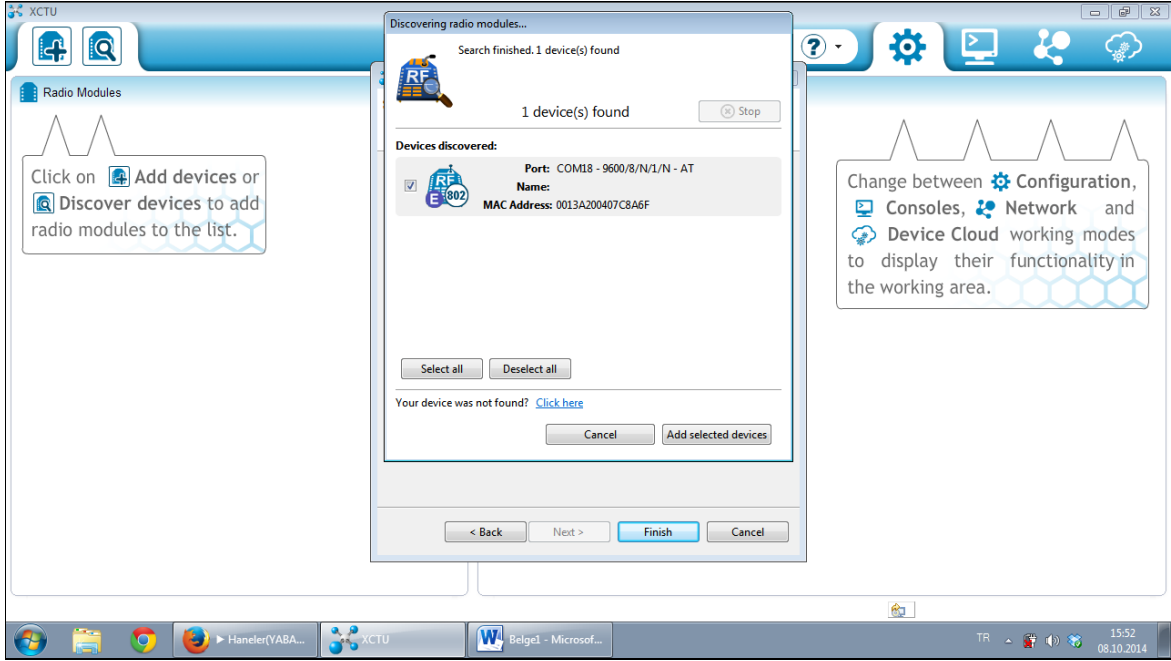 XCTU
Discovering radio modules...
Search finished. 1 device(s) found
RF
1 device(s) found
Stop
Devices discovered:
Port: COM18 - 9600/8/N/1/N - AT
Name:
MAC Address: 0013A200407C8A6F
RF
E
802
Select all
Deselect all
Your device was not found? Click here
Cancel
Add selected devices
< Back
Next >
Finish
Cancel
?
Radio Modules
Click on Add devices or
Discover devices to add
radio modules to the list.
Change between Configuration,
Consoles, Network and
Device Cloud working modes
to display their functionality in
the working area.
Haneler(YABA...
XCTU
Belge1 - Microsof...
TR
15:52
08.10.2014